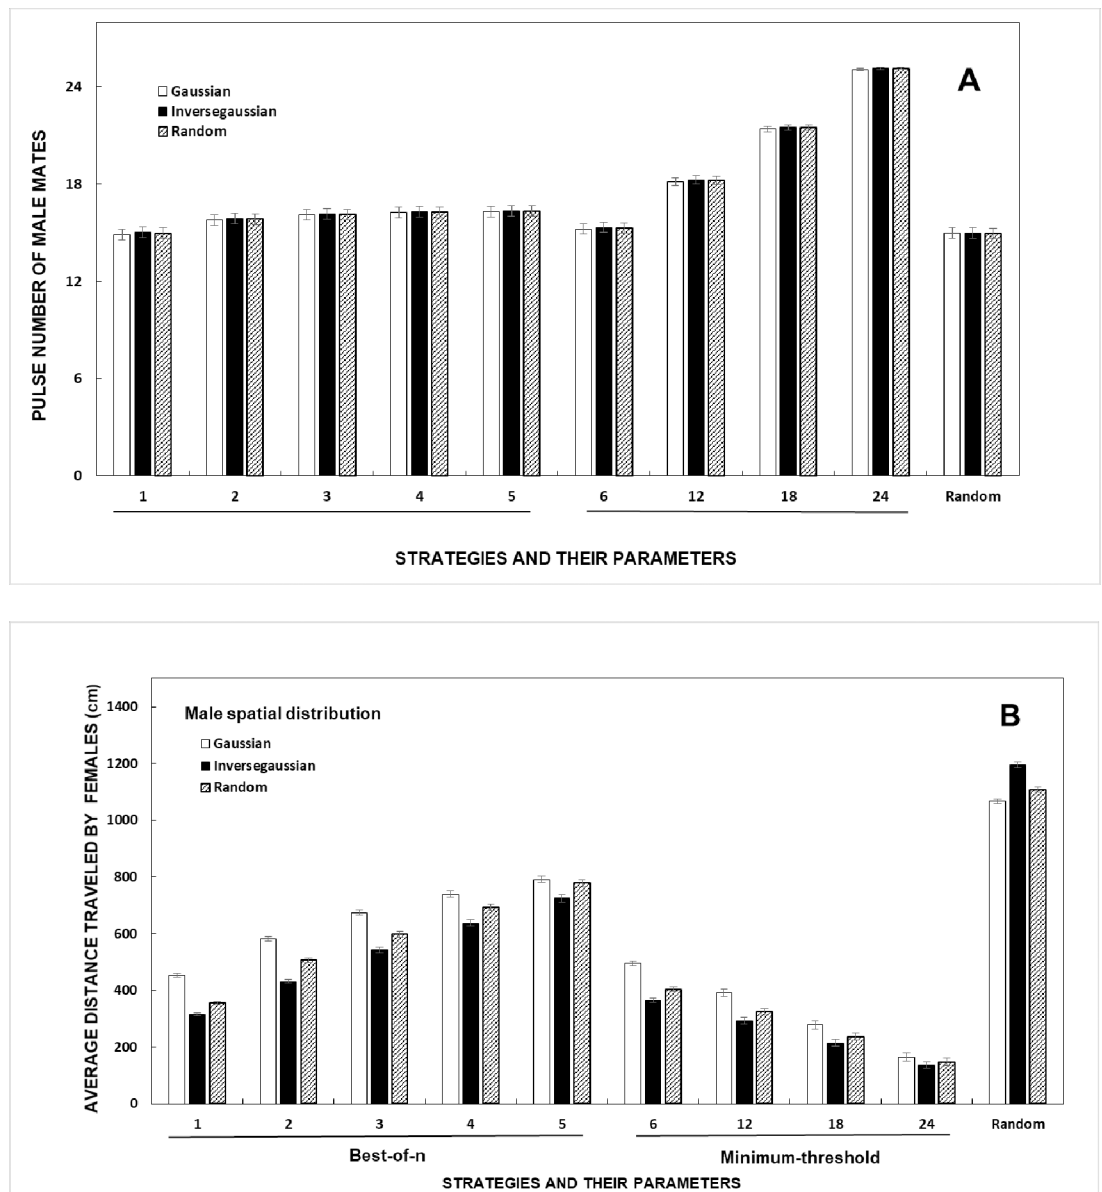 A
PULSE NUMBER OF MALE MATES
24
18
12
6
0
Gaussian
Inversegaussian
Random
1 2 3 4 5 6 12 18 24 Random
STRATEGIES AND THEIR PARAMETERS
B
AVERAGE DISTANCE TRAVELED BY FEMALES (cm)
1400
1200
1000
800
600
400
200
0
Male spatial distribution
Gaussian
Inversegaussian
Random
1 2 3 4 5 6 12 18 24 Random
Best-of-n Minimum-threshold
STRATEGIES AND THEIR PARAMETERS